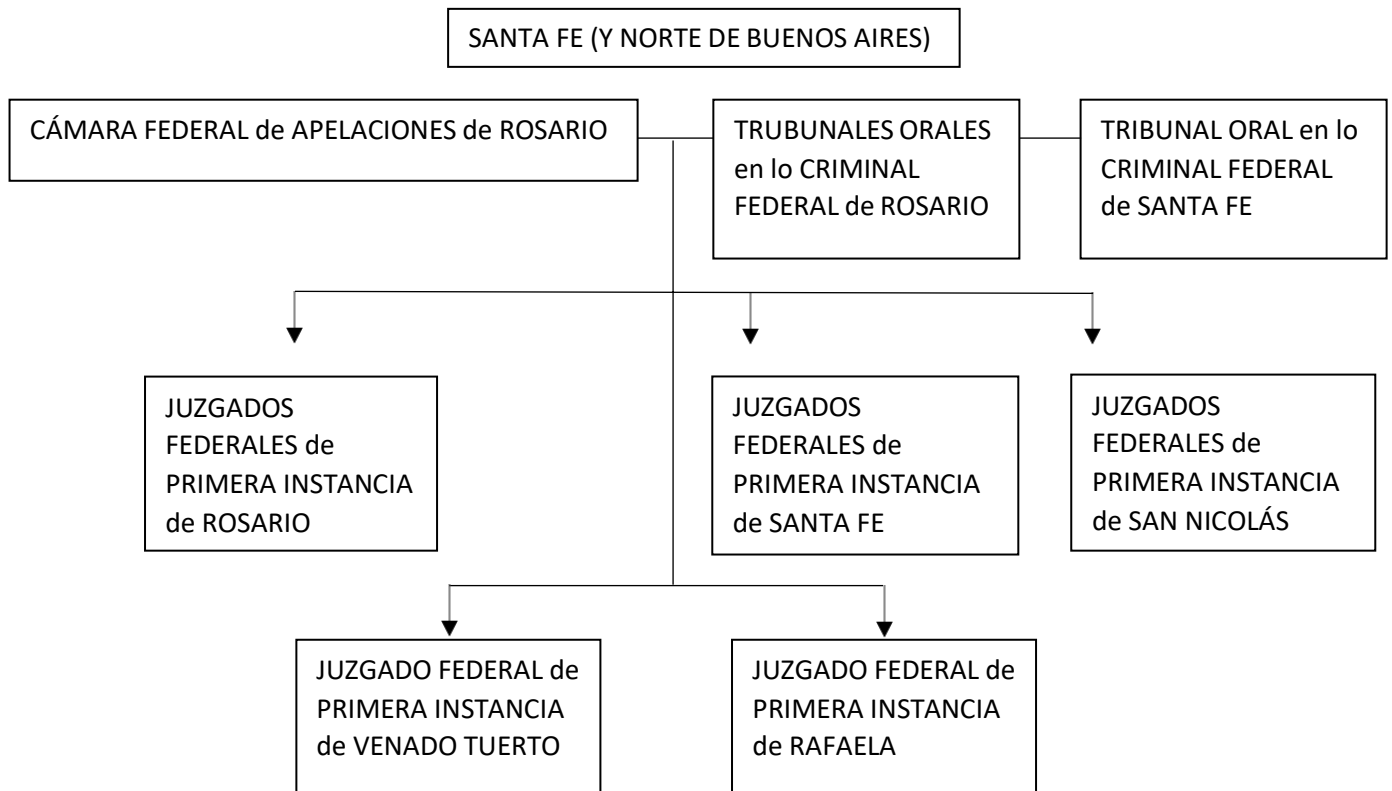 SANTA FE (Y NORTE DE BUENOS AIRES)
CÁMARA FEDERAL de APELACIONES de ROSARIO
TRUBUNALES ORALES
en lo CRIMINAL
FEDERAL de ROSARIO
TRIBUNAL ORAL en lo
CRIMINAL FEDERAL
de SANTA FE
JUZGADOS
FEDERALES de
PRIMERA INSTANCIA
de ROSARIO
JUZGADOS
FEDERALES de
PRIMERA INSTANCIA
de SANTA FE
JUZGADOS
FEDERALES de
PRIMERA INSTANCIA
de SAN NICOLÁS
JUZGADO FEDERAL de
PRIMERA INSTANCIA
de VENADO TUERTO
JUZGADO FEDERAL de
PRIMERA INSTANCIA
de RAFAELA